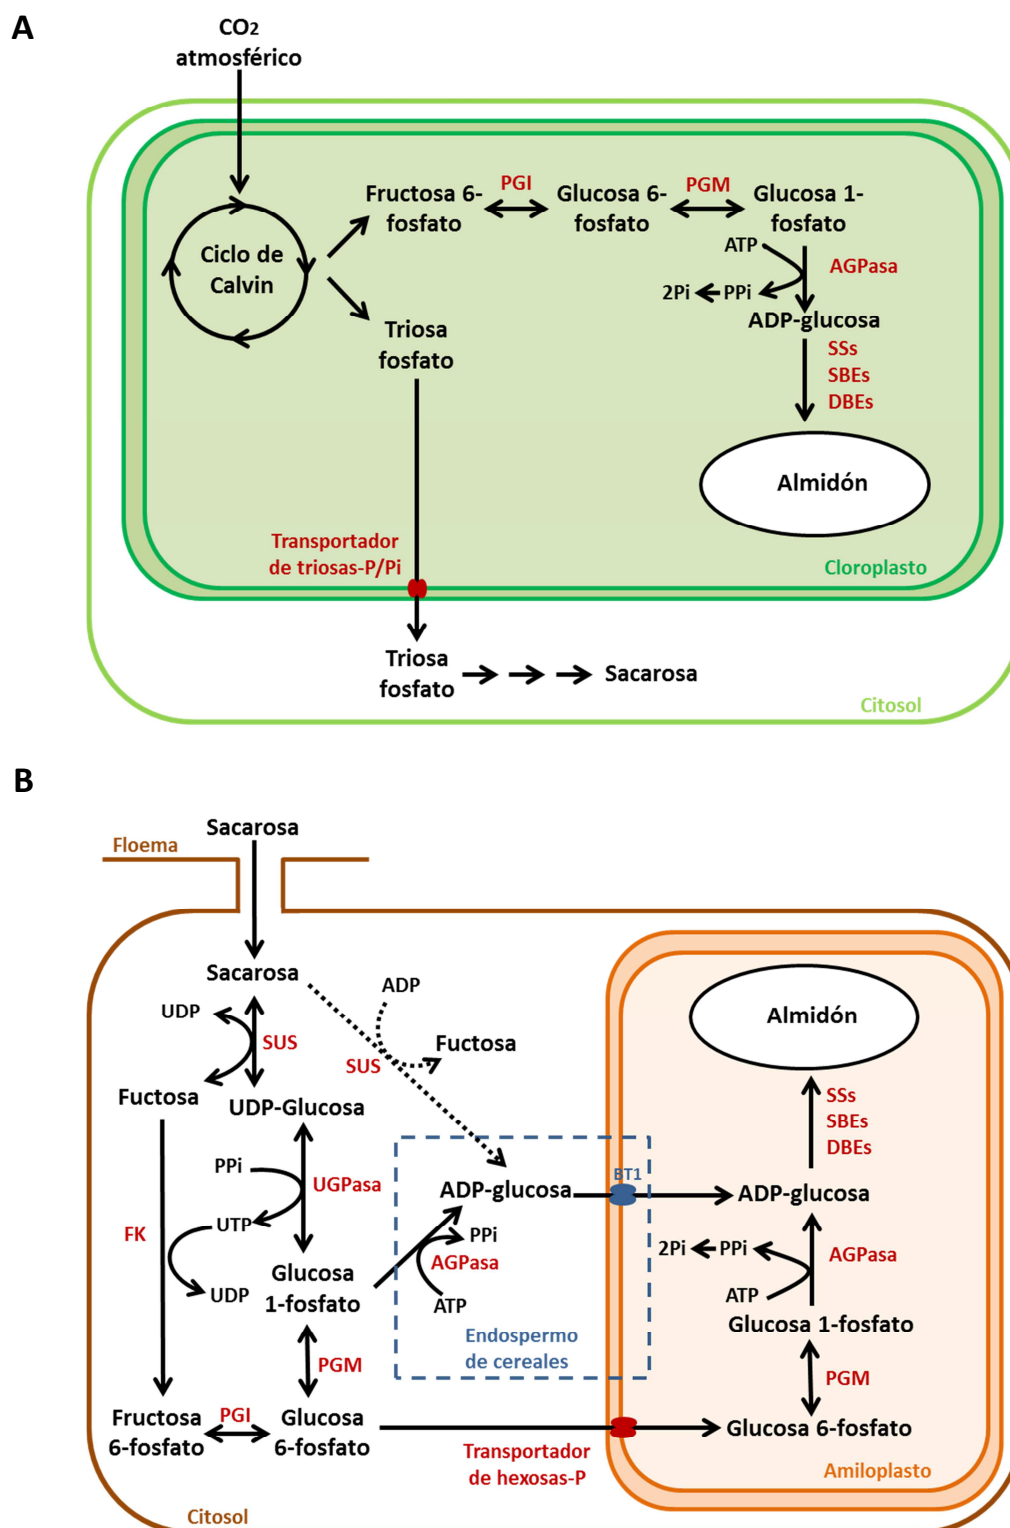 A
CO2
atmosférico
Fructosa 6-
fosfato
PGI
Glucosa 6-
fosfato
PGM
Glucosa 1-
fosfato
Ciclo de
Calvin
ATP
AGPasa
2Pi
PPi
ADP-glucosa
Triosa
fosfato
SSs
SBEs
DBEs
Almidón
Transportador
de triosas-P/Pi
Cloroplasto
Triosa
fosfato
Sacarosa
Citosol
B
Sacarosa
Floema
Sacarosa
ADP
UDP
SUS
Fuctosa
SUS
Almidón
Fuctosa
UDP-Glucosa
SSs
SBEs
DBEs
PPi
UGPasa
BT1
ADP-glucosa
ADP-glucosa
FK
UTP
PPi
AGPasa
2Pi
PPi
AGPasa
Glucosa
1-fosfato
UDP
ATP
ATP
Glucosa 1-fosfato
Endospermo
de cereales
PGM
PGM
Fructosa
6-fosfato
PGI
Glucosa
6-fosfato
Glucosa 6-fosfato
Transportador
de hexosas-P
Amiloplasto
Citosol